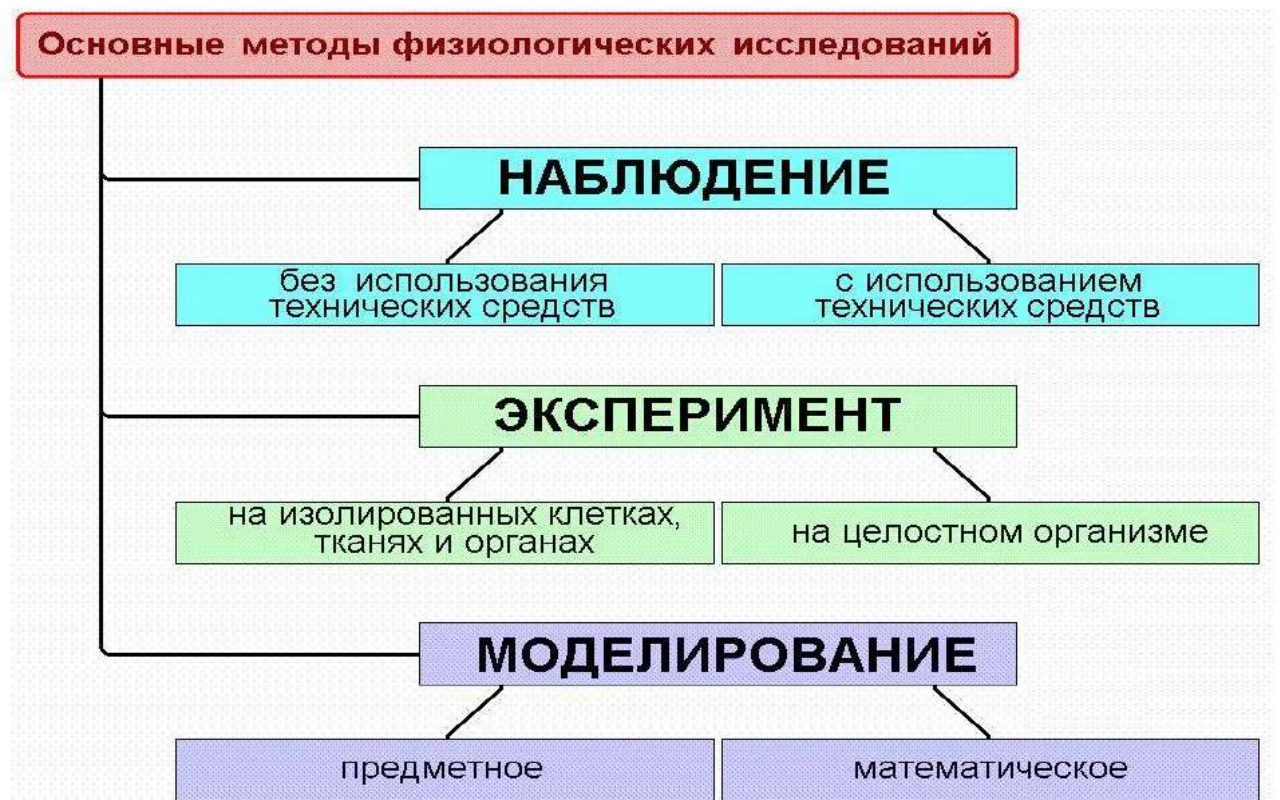 Основные методы физиологических исследований
НАБЛЮДЕНИЕ
без использования
технических средств
с использованием
технических средств
ЭКСПЕРИМЕНТ
на изолированных клетках,
тканях и органах
на целостном организме
МОДЕЛИРОВАНИЕ
предметное
математическое